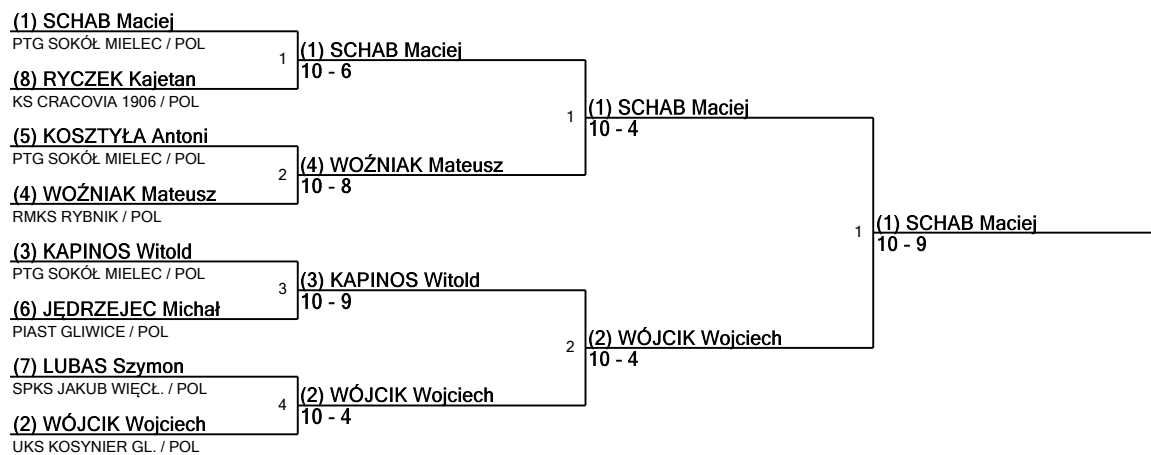 (1) SCHAB Maciej
PTG SOKÓŁ MIELEC / POL
(8) RYCZEK Kajetan
KS CRACOVIA 1906 / POL
(5) KOSZTYŁA Antoni
PTG SOKÓŁ MIELEC / POL
(4) WOŹNIAK Mateusz
RMKS RYBNIK / POL
(3) KAPINOS Witold
PTG SOKÓŁ MIELEC / POL
(6) JĘDRZEJEC Michał
PIAST GLIWICE / POL
(7) LUBAS Szymon
SPKS JAKUB WIĘCŁ. / POL
(2) WÓJCIK Wojciech
UKS KOSYNIER GL. / POL
1
(1) SCHAB Maciej
10 - 6
2
(4) WOŹNIAK Mateusz
10 - 8
3
(3) KAPINOS Witold
10 - 9
4
(2) WÓJCIK Wojciech
10 - 4
1
(1) SCHAB Maciej
10 - 4
2
(2) WÓJCIK Wojciech
10 - 4
1
(1) SCHAB Maciej
10 - 9